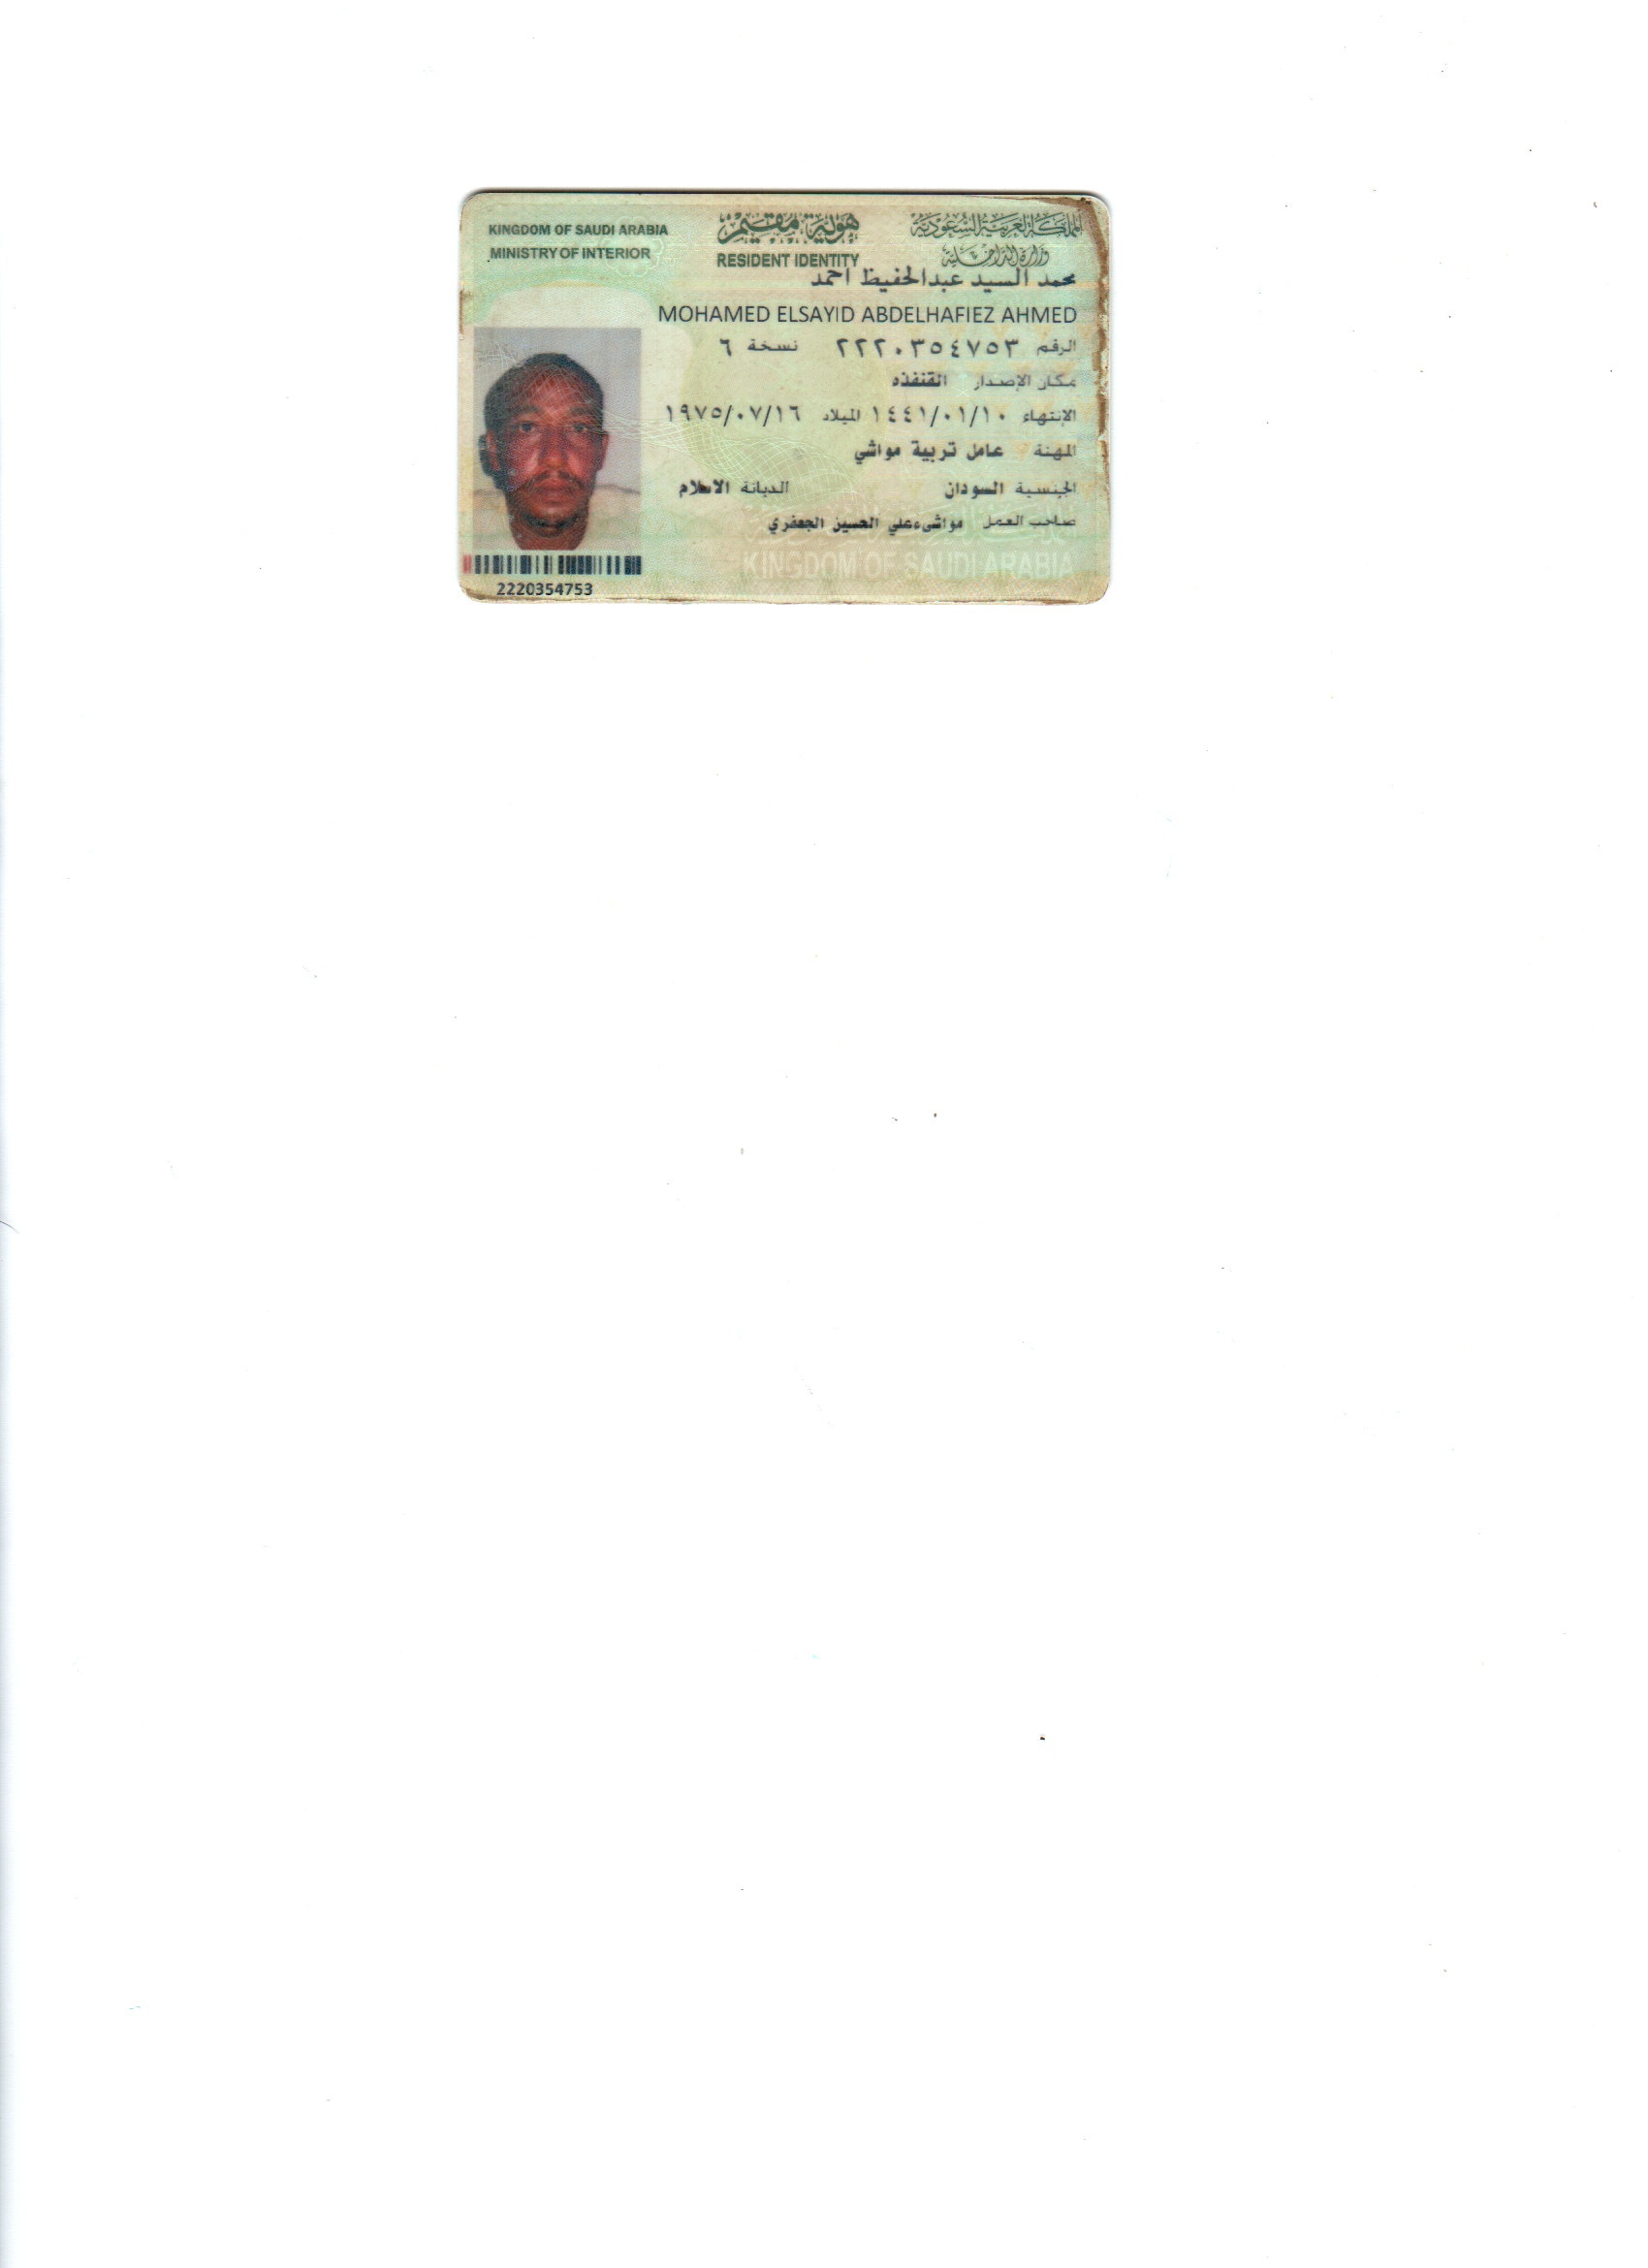 KINGDOM OF SAUDI ARABIA
MINISTRY OF INTERIOR
هوية مقيم
RESIDENT IDENTITY
المملكة العربية السعودية
وزارة الداخلية
محمد السيد عبدالحفيظ احمد
MOHAMED ELSAYID ABDELHAFIEZ AHMED
الرقم ٢٢٢٠٣٥٤٧٥٣ نسخة ٦
مكان الإصدار القنفذه
الإنتهاء ١٤٤١/٠١/١٠ الميلاد ١٩٧٥/٠٧/١٦
المهنة عامل تربية مواشي
الجنسية السودان الديانة الاسلام
صاحب العمل مواشىءعلي الحسين الجعفري
KINGDOM OF SAUDI ARABIA
2220354753